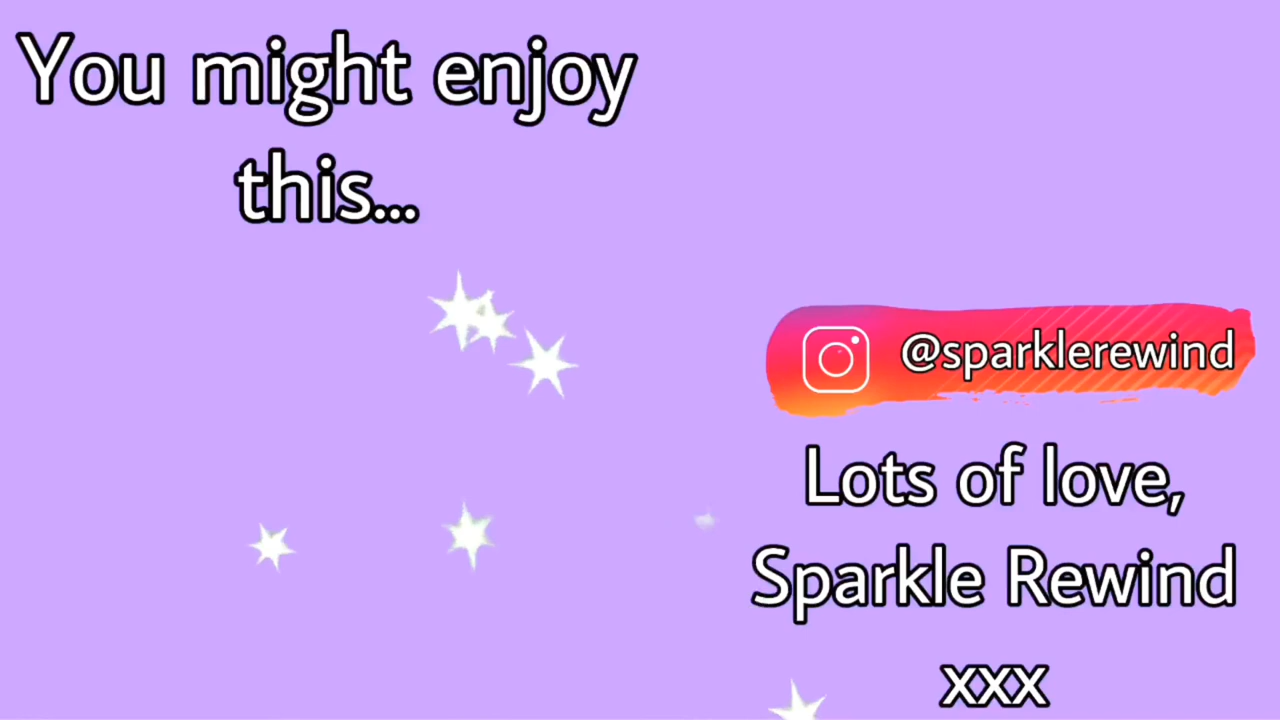 You might enjoy
this...
@sparklerewind
Lots of love,
Sparkle Rewind
xxx